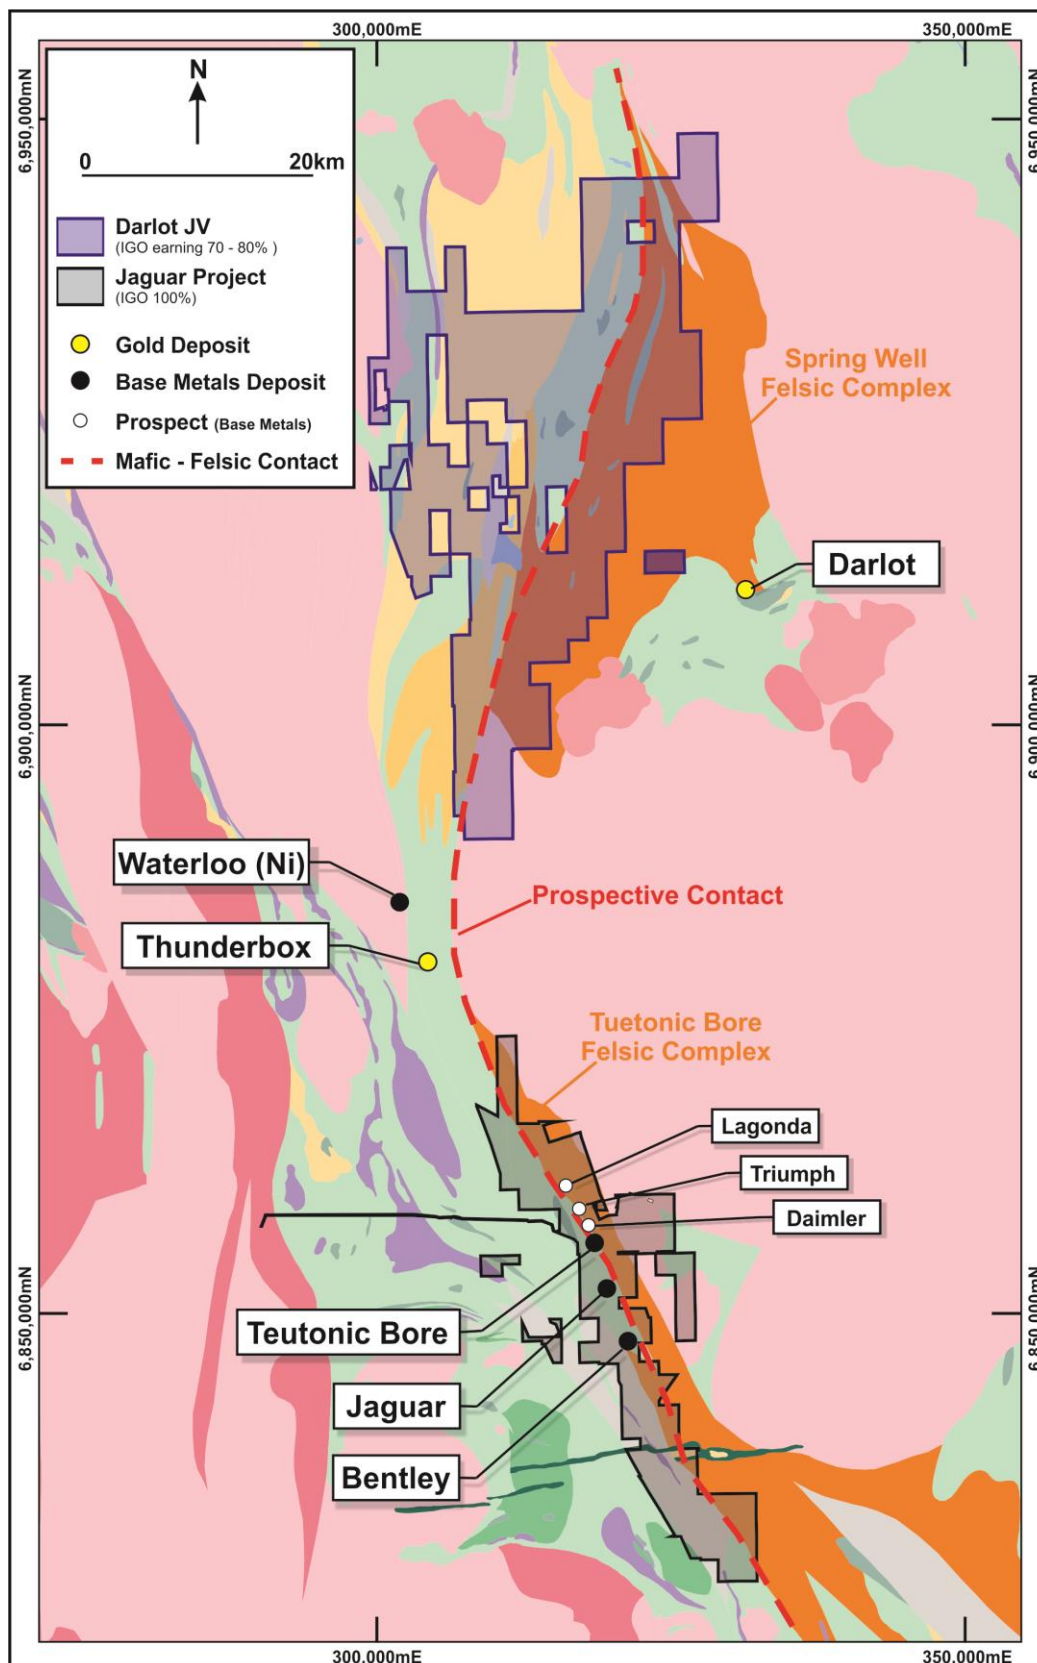 300,000mE
350,000mE
6,950,000mN
6,950,000mN
N
0
20km
Darlot JV
(IGO earning 70 - 80% )
Jaguar Project
(IGO 100%)
Gold Deposit
Base Metals Deposit
Prospect (Base Metals)
Mafic - Felsic Contact
Spring Well
Felsic Complex
Darlot
6,900,000mN
6,900,000mN
Waterloo (Ni)
Prospective Contact
Thunderbox
Tuetonic Bore
Felsic Complex
Lagonda
Triumph
Daimler
6,850,000mN
6,850,000mN
Teutonic Bore
Jaguar
Bentley
300,000mE
350,000mE